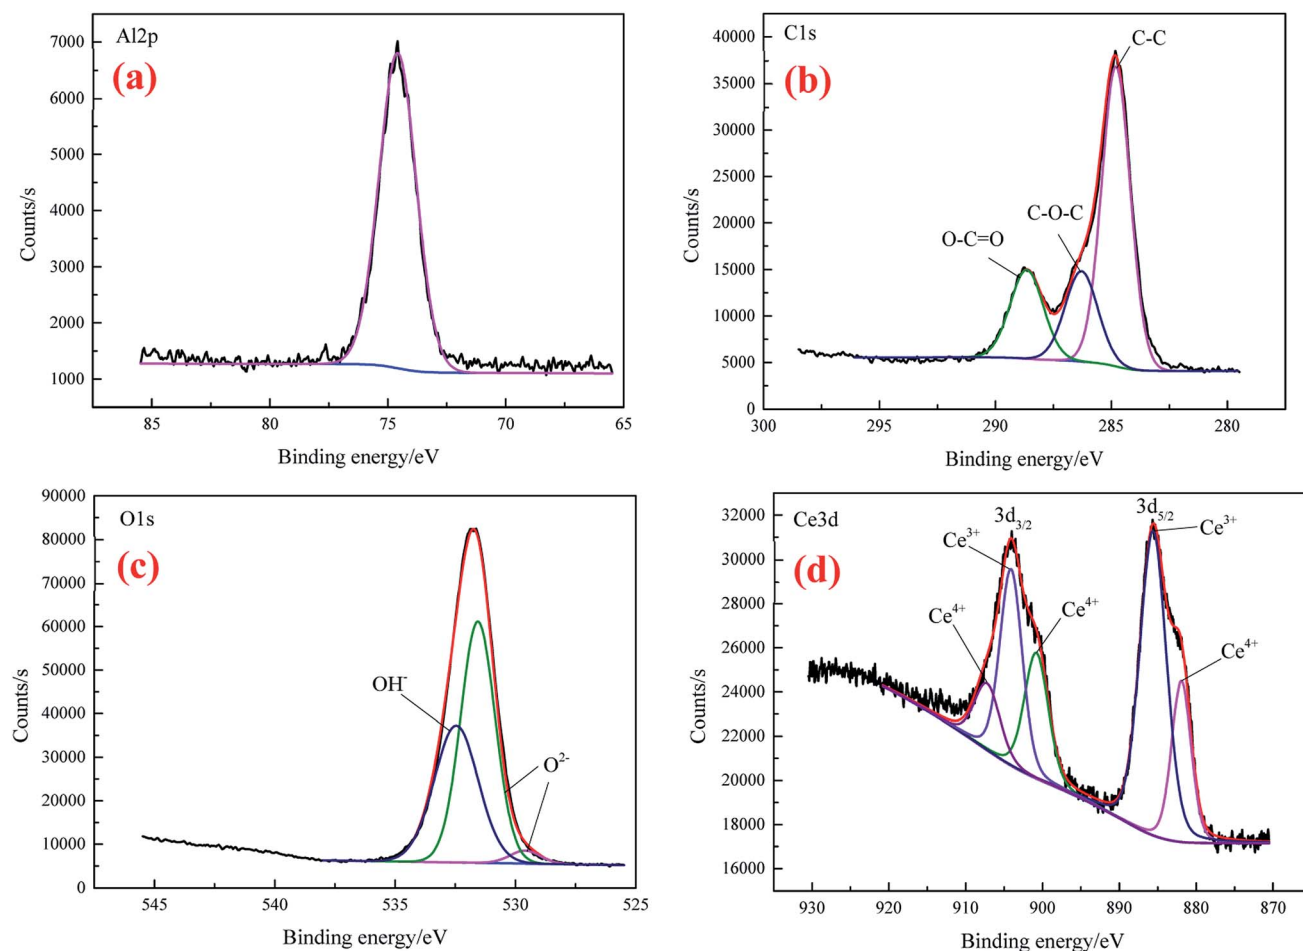 Al2p
(a)
7000
6000
5000
4000
3000
2000
1000
Counts/s
85 80 75 70 65
Binding energy/eV
C1s
(b)
C-C
C-O-C
O-C=O
40000
35000
30000
25000
20000
15000
10000
5000
0
Counts/s
300 295 290 285 280
Binding energy/eV
O1s
(c)
OH-
O2-
90000
80000
70000
60000
50000
40000
30000
20000
10000
0
Counts/s
545 540 535 530 525
Binding energy/eV
Ce3d
(d)
3d3/2
3d5/2
Ce3+
Ce3+
Ce4+
Ce4+
Ce4+
32000
30000
28000
26000
24000
22000
20000
18000
16000
Counts/s
930 920 910 900 890 880 870
Binding energy/eV